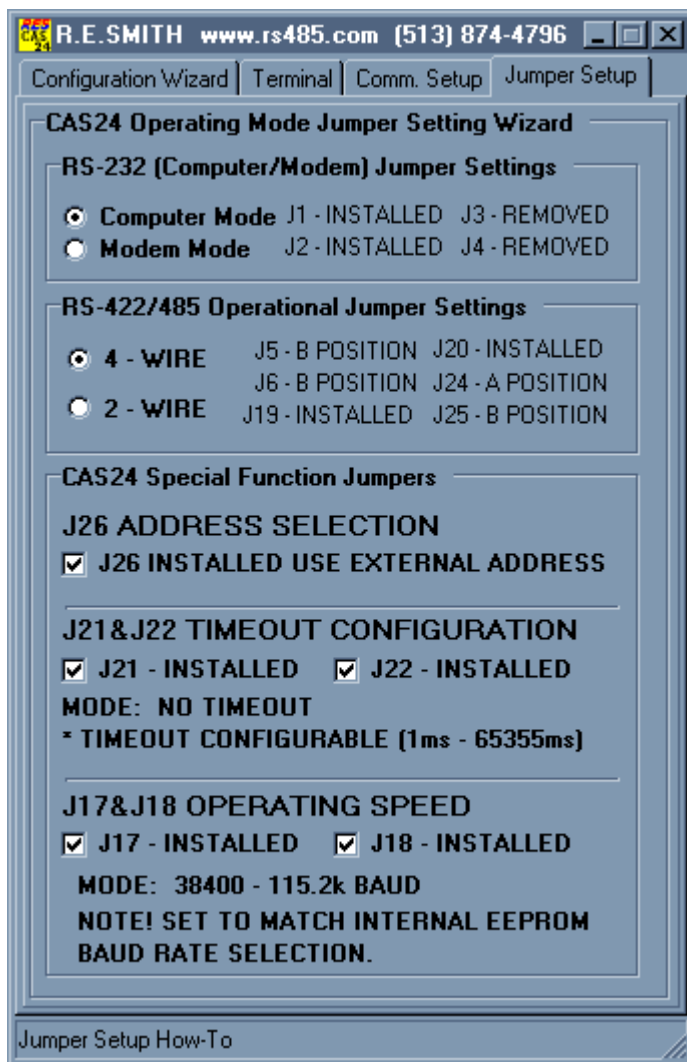 RES
CAS
24
R.E.SMITH www.rs485.com (513) 874-4796
Configuration Wizard Terminal Comm. Setup Jumper Setup
CAS24 Operating Mode Jumper Setting Wizard
RS-232 (Computer/Modem) Jumper Settings
Computer Mode J1 - INSTALLED J3 - REMOVED
Modem Mode J2 - INSTALLED J4 - REMOVED
RS-422/485 Operational Jumper Settings
4 - WIRE
2 - WIRE
J5 - B POSITION J20 - INSTALLED
J6 - B POSITION J24 - A POSITION
J19 - INSTALLED J25 - B POSITION
CAS24 Special Function Jumpers
J26 ADDRESS SELECTION
J26 INSTALLED USE EXTERNAL ADDRESS
J21&J22 TIMEOUT CONFIGURATION
J21 - INSTALLED J22 - INSTALLED
MODE: NO TIMEOUT
* TIMEOUT CONFIGURABLE (1ms - 65355ms)
J17&J18 OPERATING SPEED
J17 - INSTALLED J18 - INSTALLED
MODE: 38400 - 115.2k BAUD
NOTE! SET TO MATCH INTERNAL EEPROM
BAUD RATE SELECTION.
Jumper Setup How-To